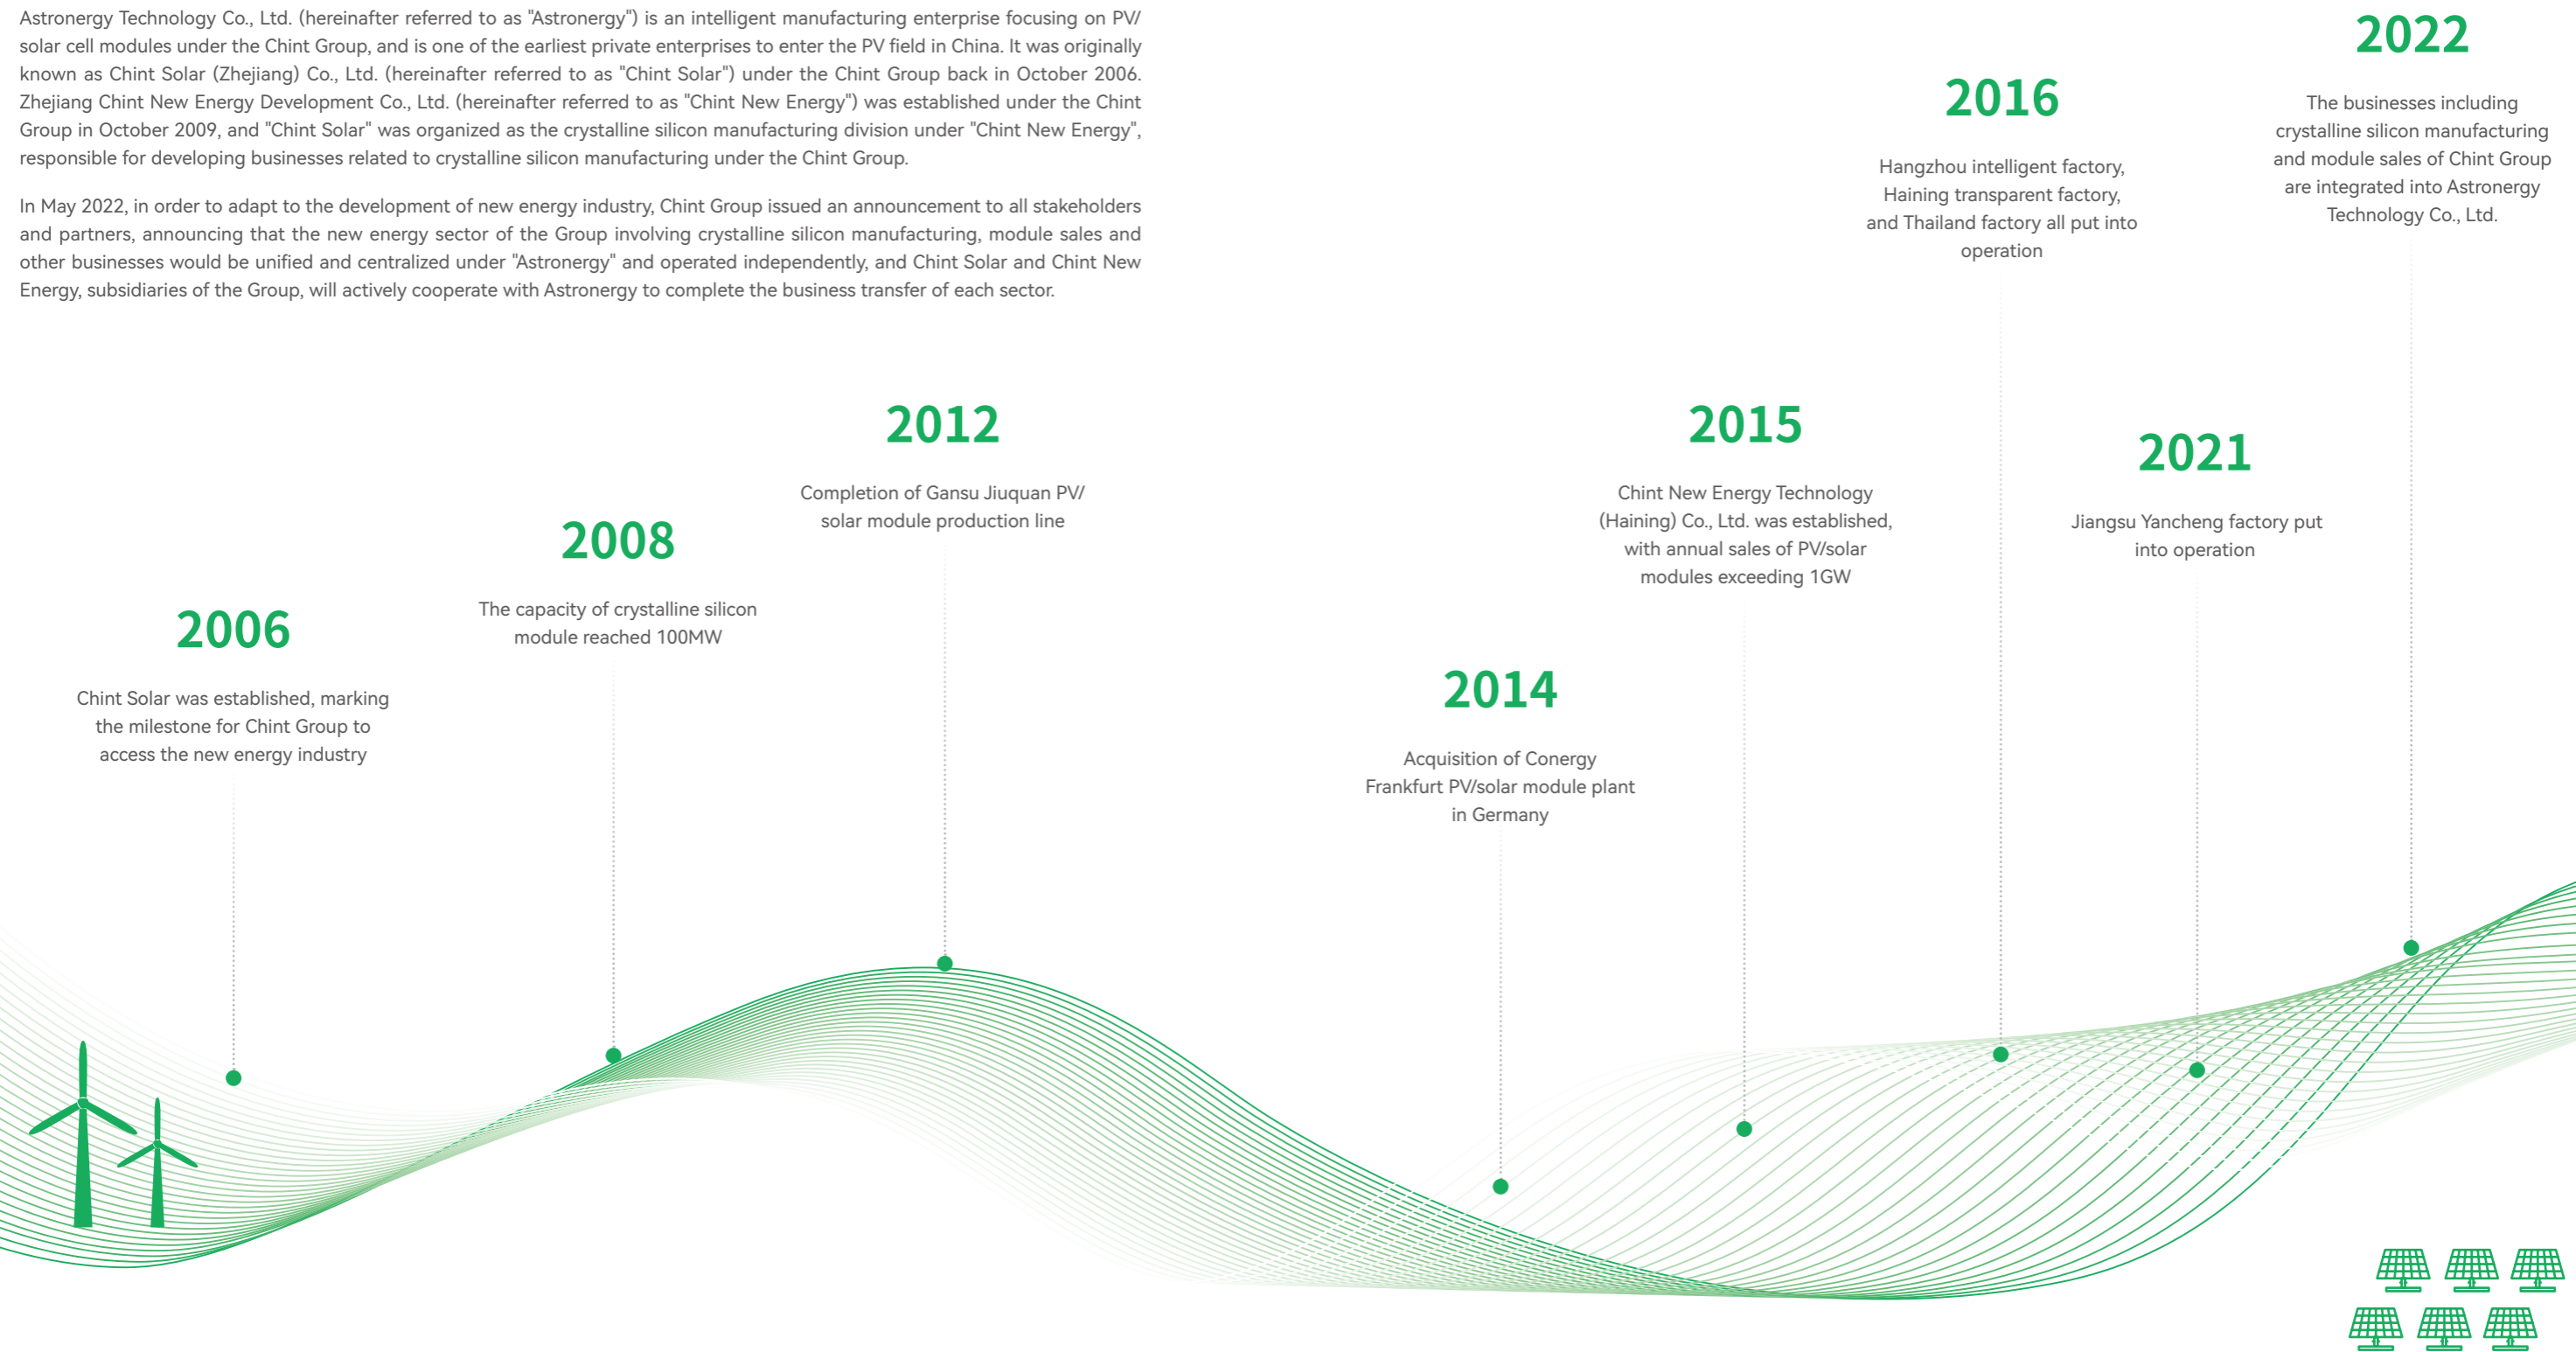 Astronergy Technology Co., Ltd. (hereinafter referred to as "Astronergy") is an intelligent manufacturing enterprise focusing on PV/
solar cell modules under the Chint Group, and is one of the earliest private enterprises to enter the PV field in China. It was originally
known as Chint Solar (Zhejiang) Co., Ltd. (hereinafter referred to as "Chint Solar") under the Chint Group back in October 2006.
Zhejiang Chint New Energy Development Co., Ltd. (hereinafter referred to as "Chint New Energy") was established under the Chint
Group in October 2009, and "Chint Solar" was organized as the crystalline silicon manufacturing division under "Chint New Energy",
responsible for developing businesses related to crystalline silicon manufacturing under the Chint Group.
In May 2022, in order to adapt to the development of new energy industry, Chint Group issued an announcement to all stakeholders
and partners, announcing that the new energy sector of the Group involving crystalline silicon manufacturing, module sales and
other businesses would be unified and centralized under "Astronergy" and operated independently, and Chint Solar and Chint New
Energy, subsidiaries of the Group, will actively cooperate with Astronergy to complete the business transfer of each sector.
2006
Chint Solar was established, marking
the milestone for Chint Group to
access the new energy industry
2008
The capacity of crystalline silicon
module reached 100MW
2012
Completion of Gansu Jiuquan PV/
solar module production line
2014
Acquisition of Conergy
Frankfurt PV/solar module plant
in Germany
2015
Chint New Energy Technology
(Haining) Co., Ltd. was established,
with annual sales of PV/solar
modules exceeding 1GW
2016
Hangzhou intelligent factory,
Haining transparent factory,
and Thailand factory all put into
operation
2021
Jiangsu Yancheng factory put
into operation
2022
The businesses including
crystalline silicon manufacturing
and module sales of Chint Group
are integrated into Astronergy
Technology Co., Ltd.